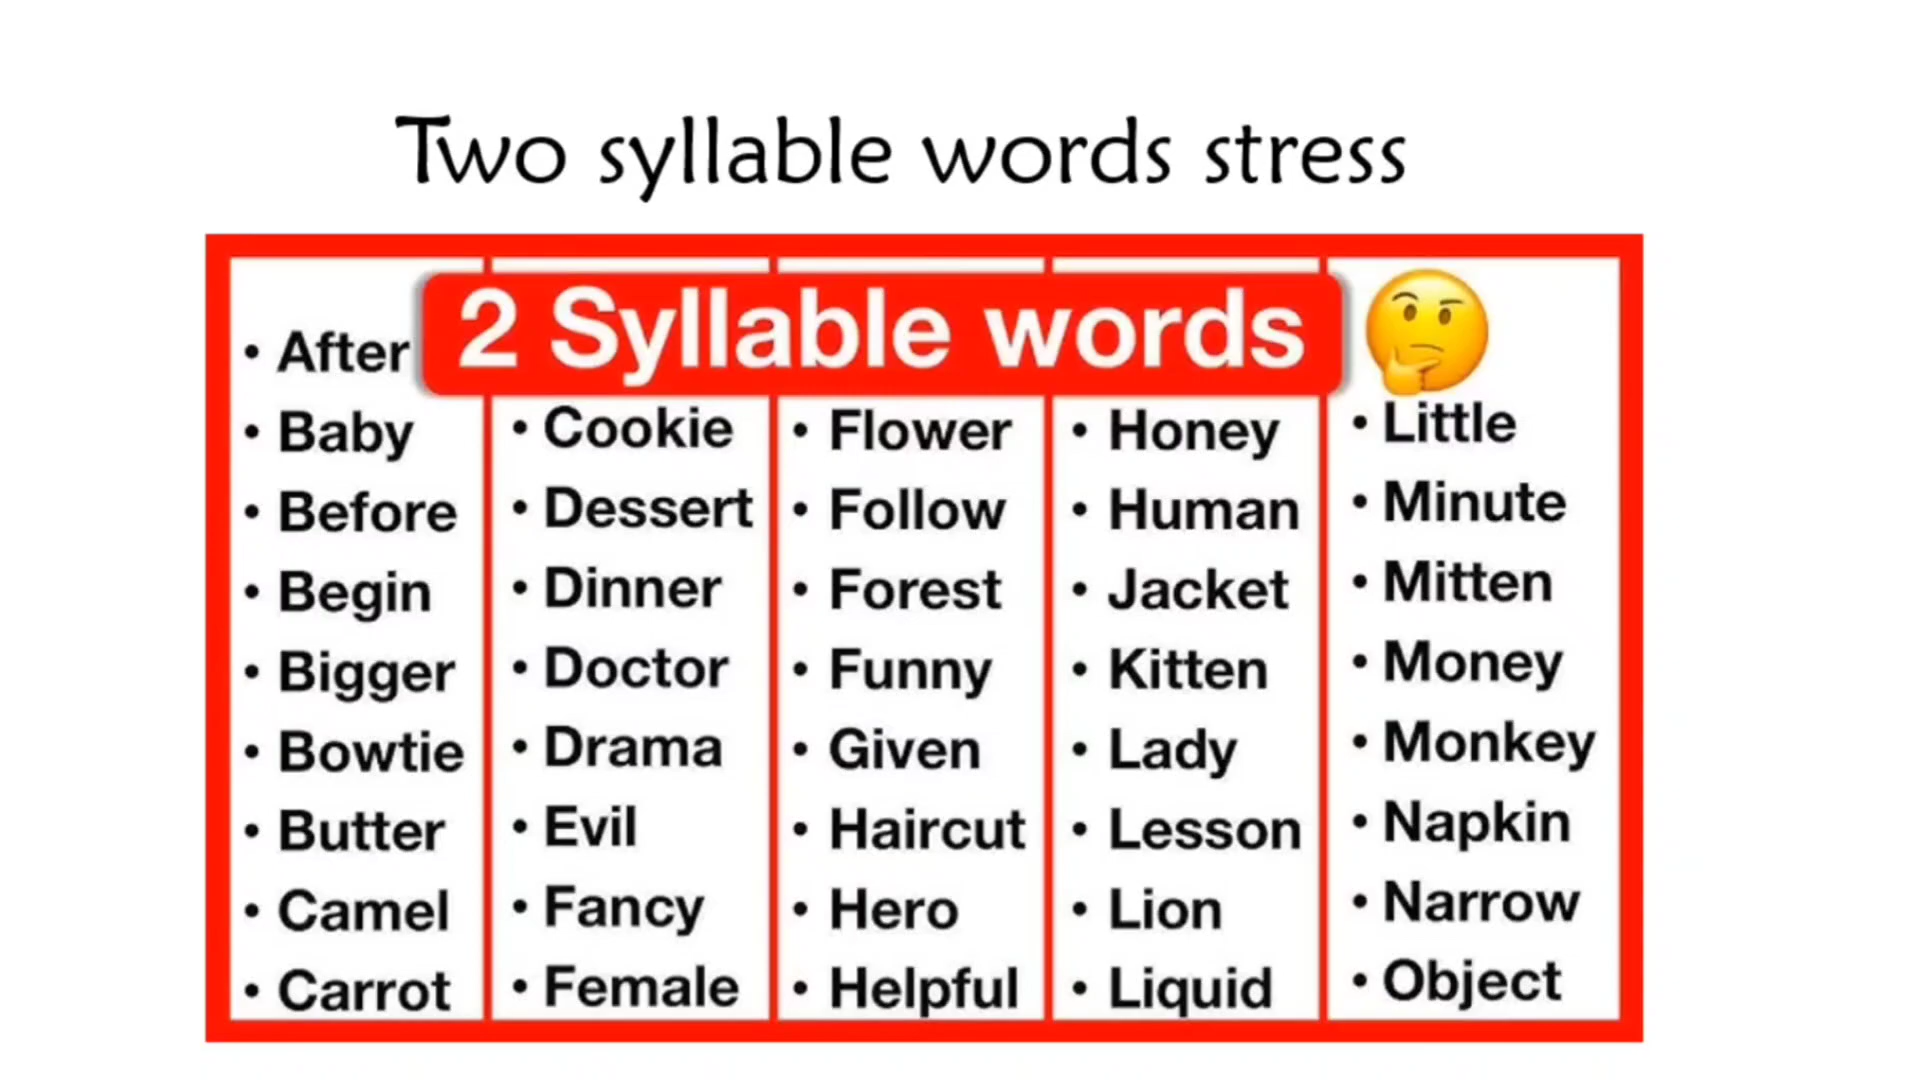 Two syllable words stress
2 Syllable words
• After
• Baby
• Before
• Begin
• Bigger
• Bowtie
• Butter
• Camel
• Carrot
• Cookie
• Dessert
• Dinner
• Doctor
• Drama
• Evil
• Fancy
• Female
• Flower
• Follow
• Forest
• Funny
• Given
• Haircut
• Hero
• Helpful
• Honey
• Human
• Jacket
• Kitten
• Lady
• Lesson
• Lion
• Liquid
• Little
• Minute
• Mitten
• Money
• Monkey
• Napkin
• Narrow
• Object